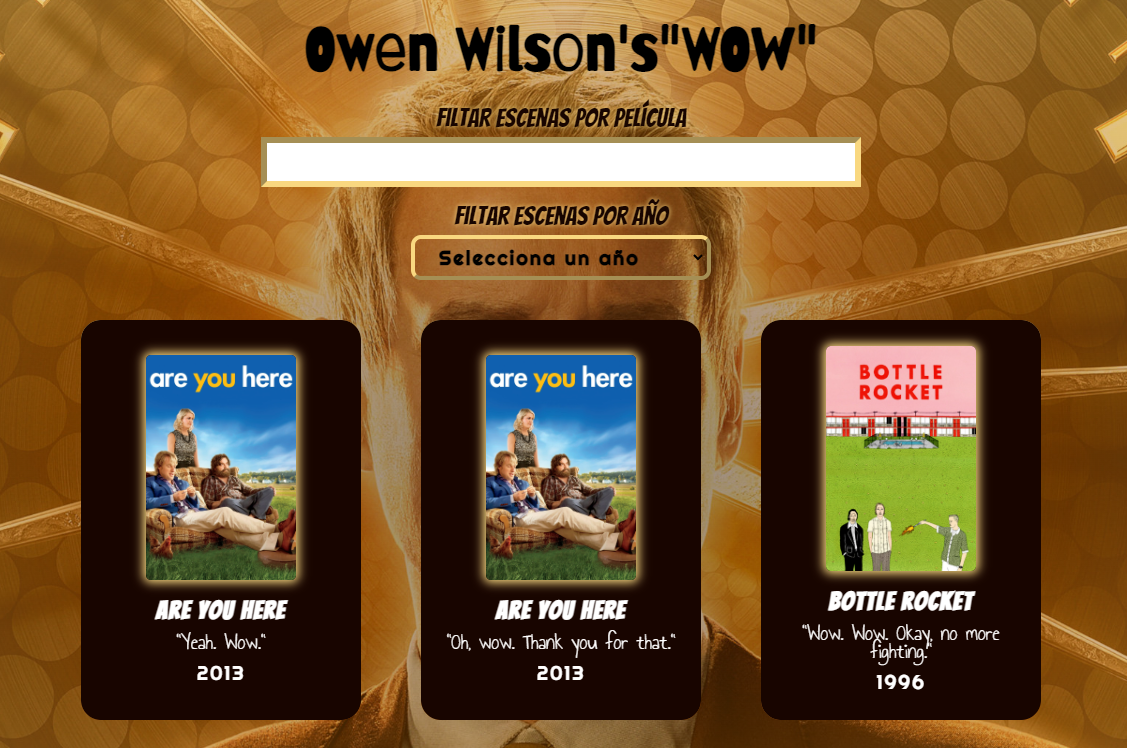 Owen Wilson's"WOW"
FILTAR ESCENAS POR PELÍCULA
FILTAR ESCENAS POR AÑO
Selecciona un año
are you here
are you here
BOTTLE
ROCKET
ARE YOU HERE
"Yeah. Wow."
2013
ARE YOU HERE
"Oh, wow. Thank you for that."
2013
BOTTLE ROCKET
"Wow. Wow. Okay, no more
fighting."
1996